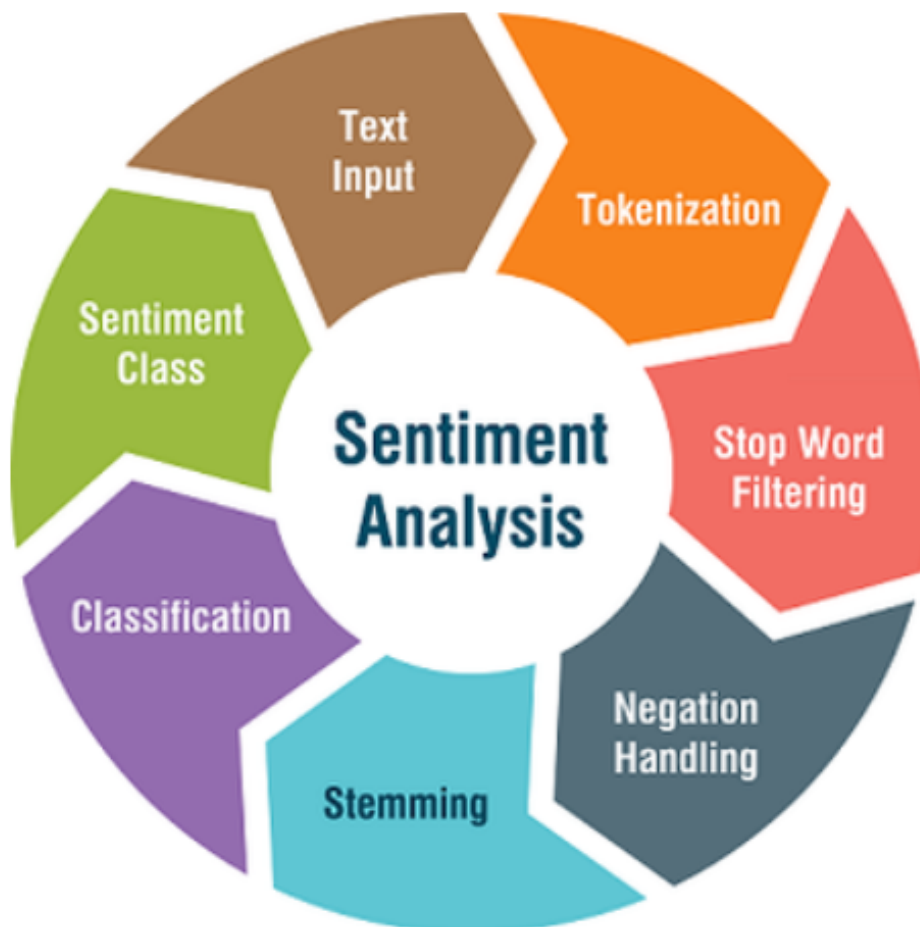 Text
Input
Tokenization
Stop Word
Filtering
Negation
Handling
Stemming
Classification
Sentiment
Class
Sentiment
Analysis